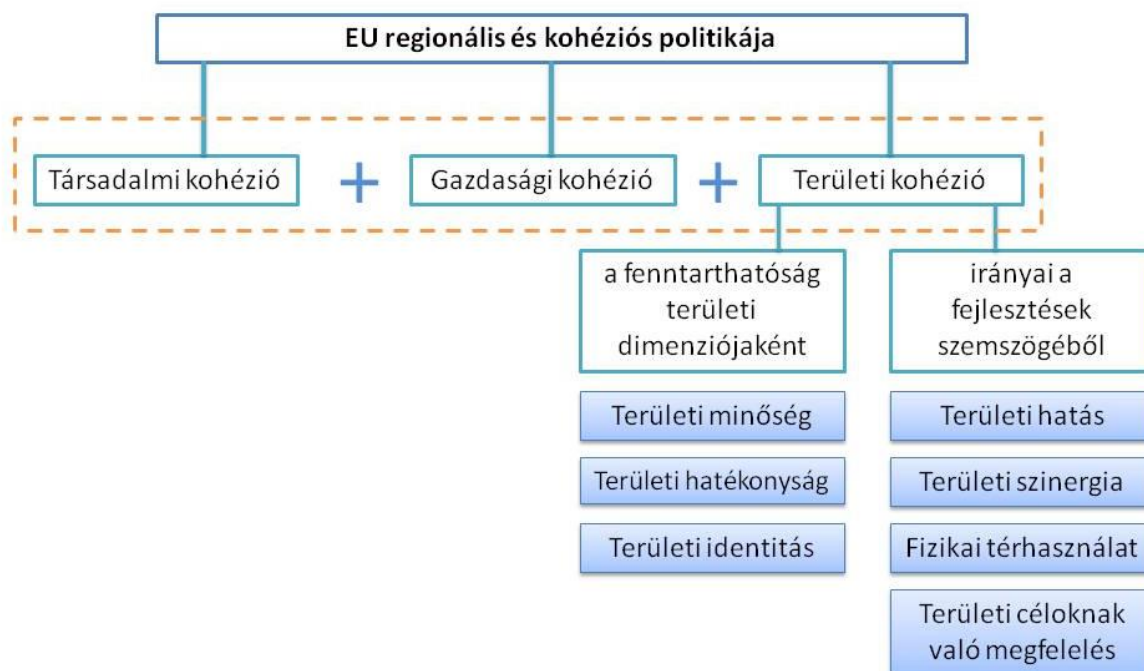 EU regionális és kohéziós politikája
Társadalmi kohézió
+
Gazdasági kohézió
+
Területi kohézió
a fenntarthatóság
területi
dimenziójaként
Területi minőség
Területi hatékonyság
Területi identitás
irányai a
fejlesztések
szemszögéből
Területi hatás
Területi szinergia
Fizikai térhasználat
Területi céloknak
való megfelelés